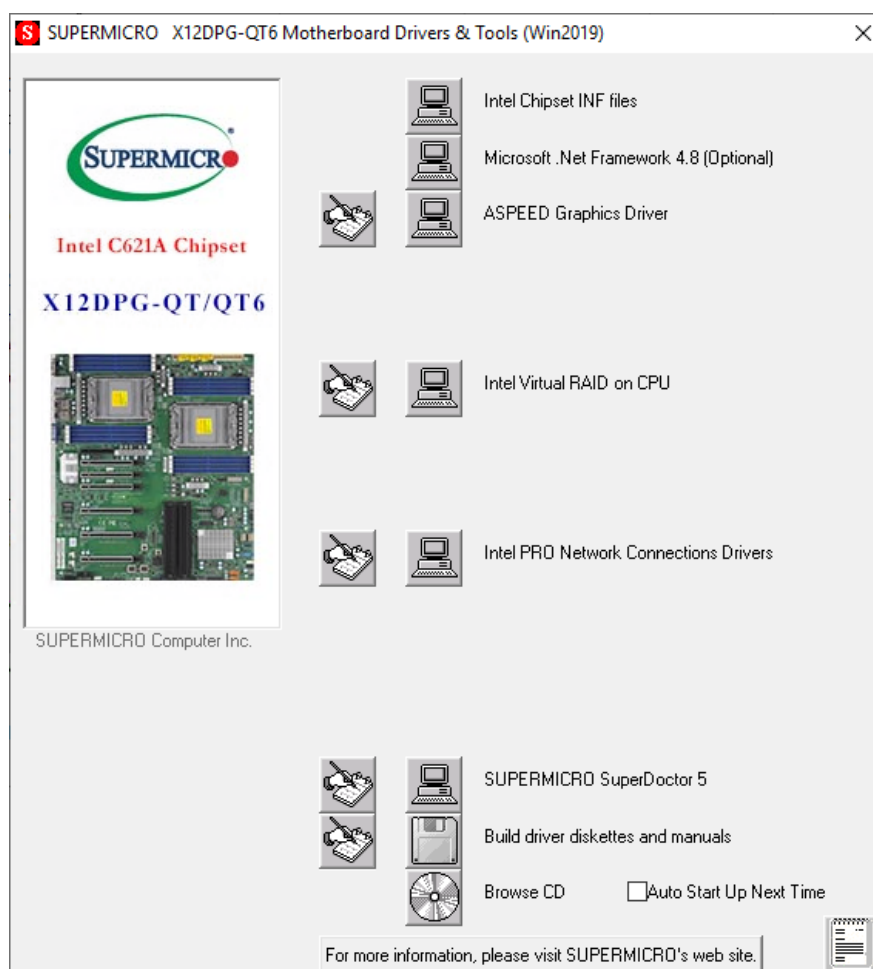 SUPERMICRO X12DPG-QT6 Motherboard Drivers & Tools (Win2019)
SUPERMICR
Intel C621A Chipset
X12DPG-QT/QT6
SUPERMICRO Computer Inc.
Intel Chipset INF files
Microsoft .Net Framework 4.8 (Optional)
ASPEED Graphics Driver
Intel Virtual RAID on CPU
Intel PRO Network Connections Drivers
SUPERMICRO SuperDoctor 5
Build driver diskettes and manuals
Browse CD
Auto Start Up Next Time
For more information, please visit SUPERMICRO's web site.